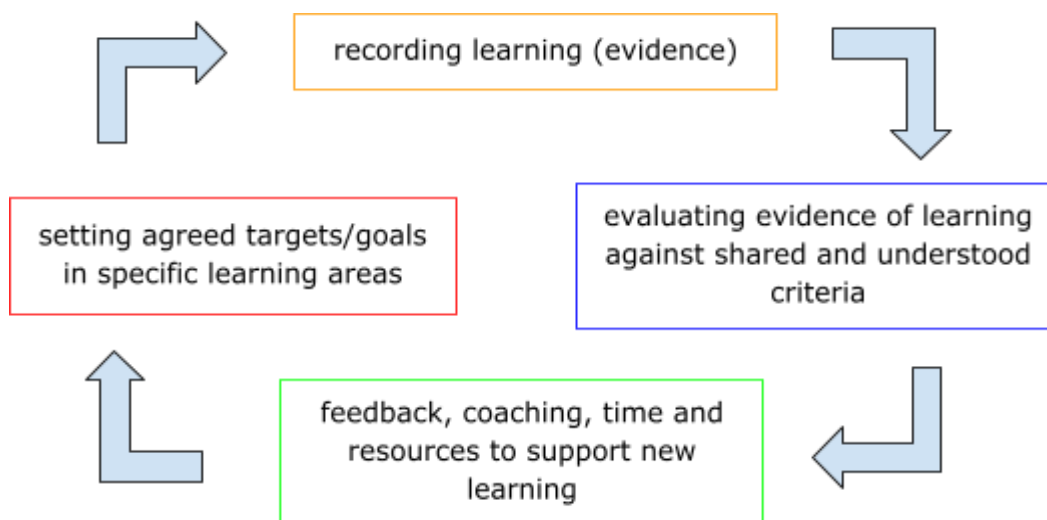 recording learning (evidence)
setting agreed targets/goals
in specific learning areas
evaluating evidence of learning
against shared and understood
criteria
feedback, coaching, time and
resources to support new
learning